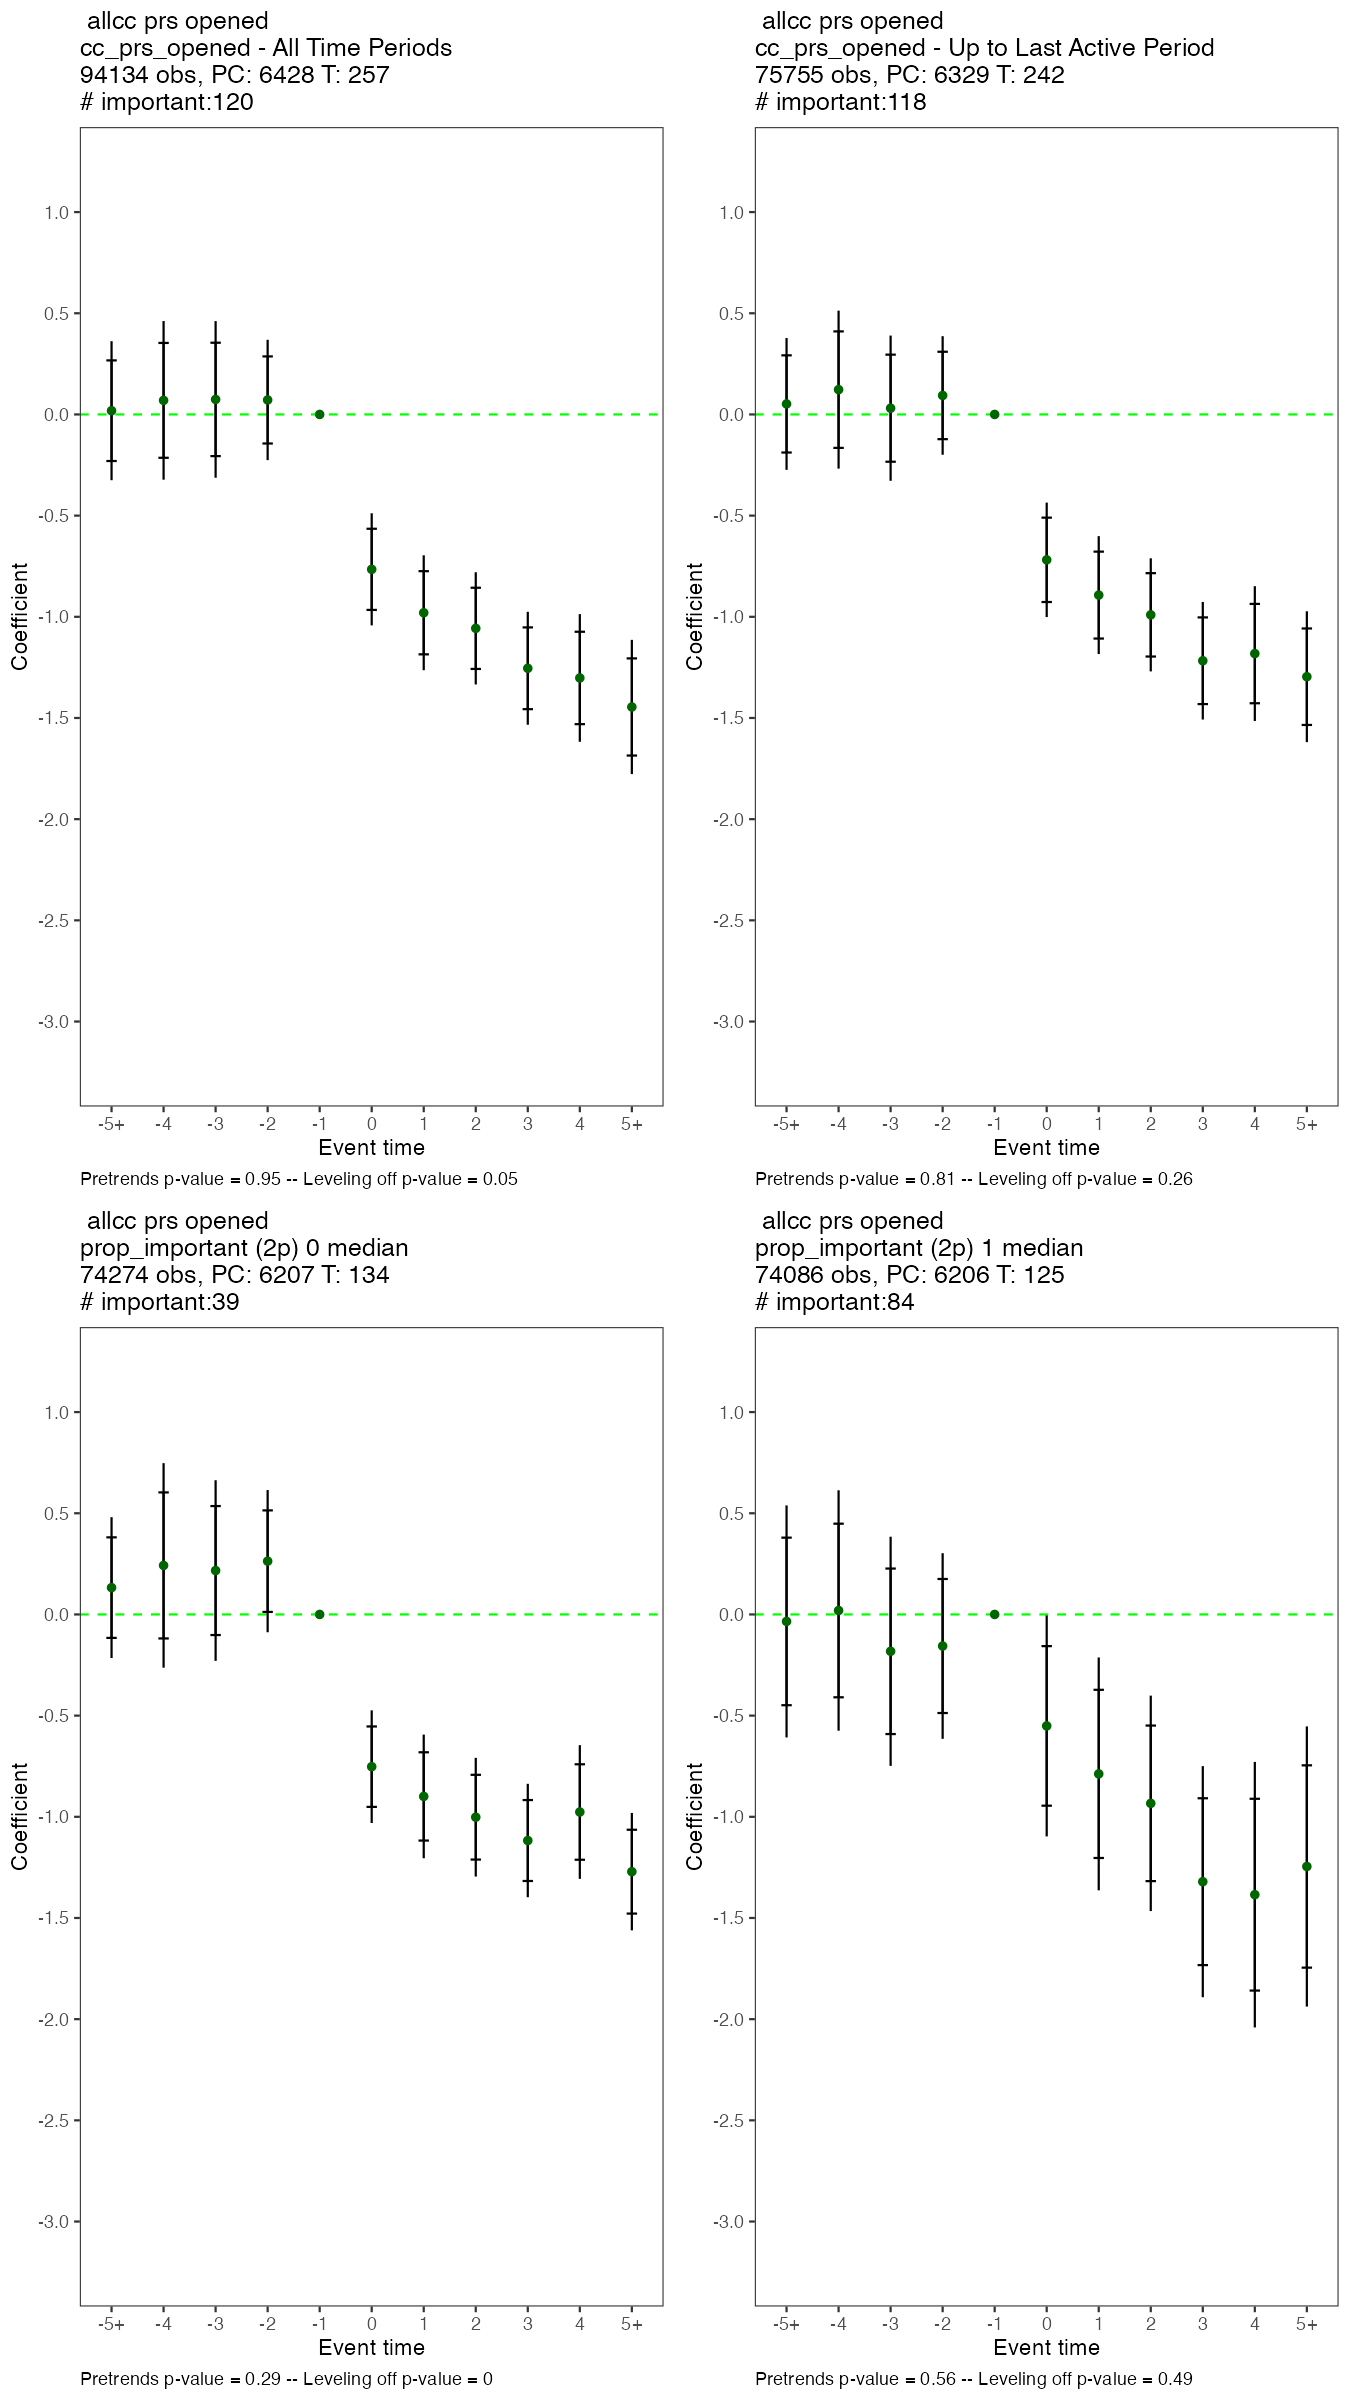 allcc prs opened
cc_prs_opened - All Time Periods
94134 obs, PC: 6428 T: 257
# important:120
1.0
0.5
0.0
-0.5
-1.0
-1.5
-2.0
-2.5
-3.0
Coefficient
-5+ -4 -3 -2 -1 0 1 2 3 4 5+
Event time
Pretrends p-value = 0.95 -- Leveling off p-value = 0.05
allcc prs opened
cc_prs_opened - Up to Last Active Period
75755 obs, PC: 6329 T: 242
# important:118
1.0
0.5
0.0
-0.5
-1.0
-1.5
-2.0
-2.5
-3.0
Coefficient
-5+ -4 -3 -2 -1 0 1 2 3 4 5+
Event time
Pretrends p-value = 0.81 -- Leveling off p-value = 0.26
allcc prs opened
prop_important (2p) 0 median
74274 obs, PC: 6207 T: 134
# important:39
1.0
0.5
0.0
-0.5
-1.0
-1.5
-2.0
-2.5
-3.0
Coefficient
-5+ -4 -3 -2 -1 0 1 2 3 4 5+
Event time
Pretrends p-value = 0.29 -- Leveling off p-value = 0
allcc prs opened
prop_important (2p) 1 median
74086 obs, PC: 6206 T: 125
# important:84
1.0
0.5
0.0
-0.5
-1.0
-1.5
-2.0
-2.5
-3.0
Coefficient
-5+ -4 -3 -2 -1 0 1 2 3 4 5+
Event time
Pretrends p-value = 0.56 -- Leveling off p-value = 0.49